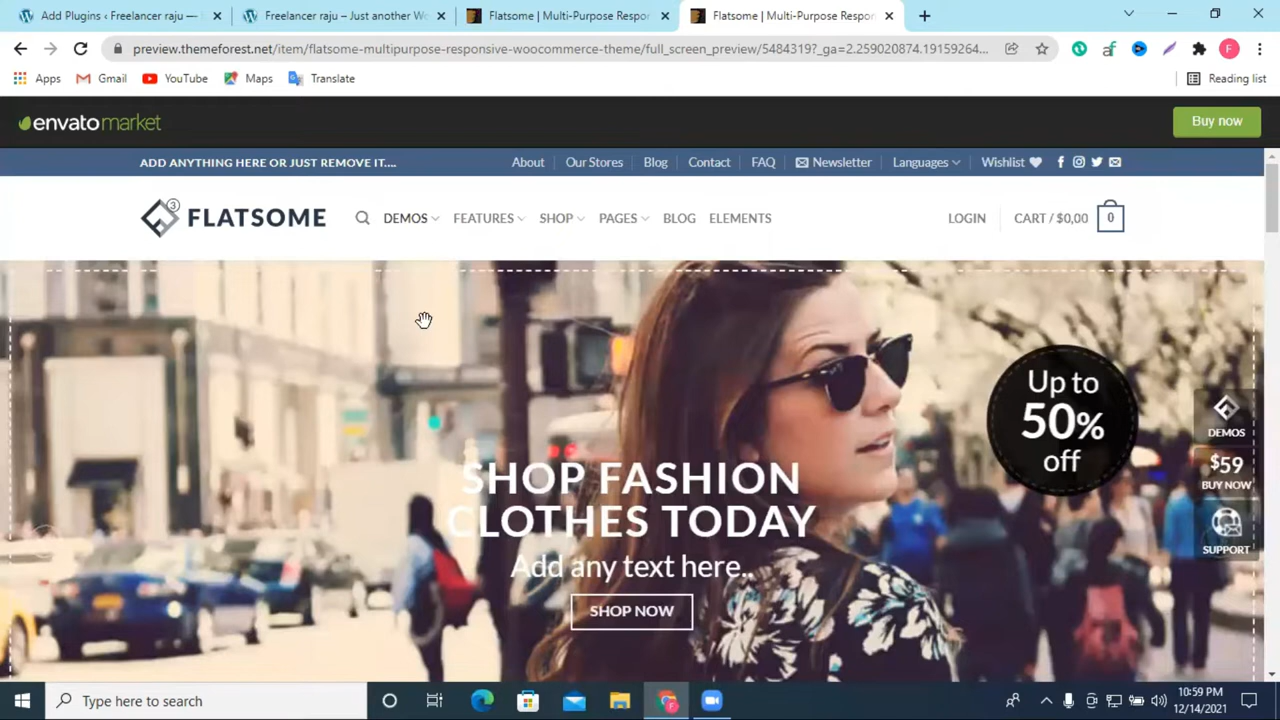 Add Plugins ‹ Freelancer raju —
Freelancer raju – Just another Wo
Flatsome | Multi-Purpose Respor
Flatsome | Multi-Purpose Respon
preview.themeforest.net/item/flatsome-multipurpose-responsive-woocommerce-theme/full_screen_preview/5484319?_ga=2.259020874.19159264...
F
Apps
Gmail
YouTube
Maps
Translate
Reading list
envatomarket
Buy now
ADD ANYTHING HERE OR JUST REMOVE IT....
About
Our Stores
Blog
Contact
FAQ
Newsletter
Languages
Wishlist
3
FLATSOME
DEMOS
FEATURES
SHOP
PAGES
BLOG
ELEMENTS
LOGIN
CART / $0,00
0
Up to
50%
off
DEMOS
$59
BUY NOW
SUPPORT
SHOP FASHION
CLOTHES TODAY
Add any text here..
SHOP NOW
Type here to search
10:59 PM
12/14/2021